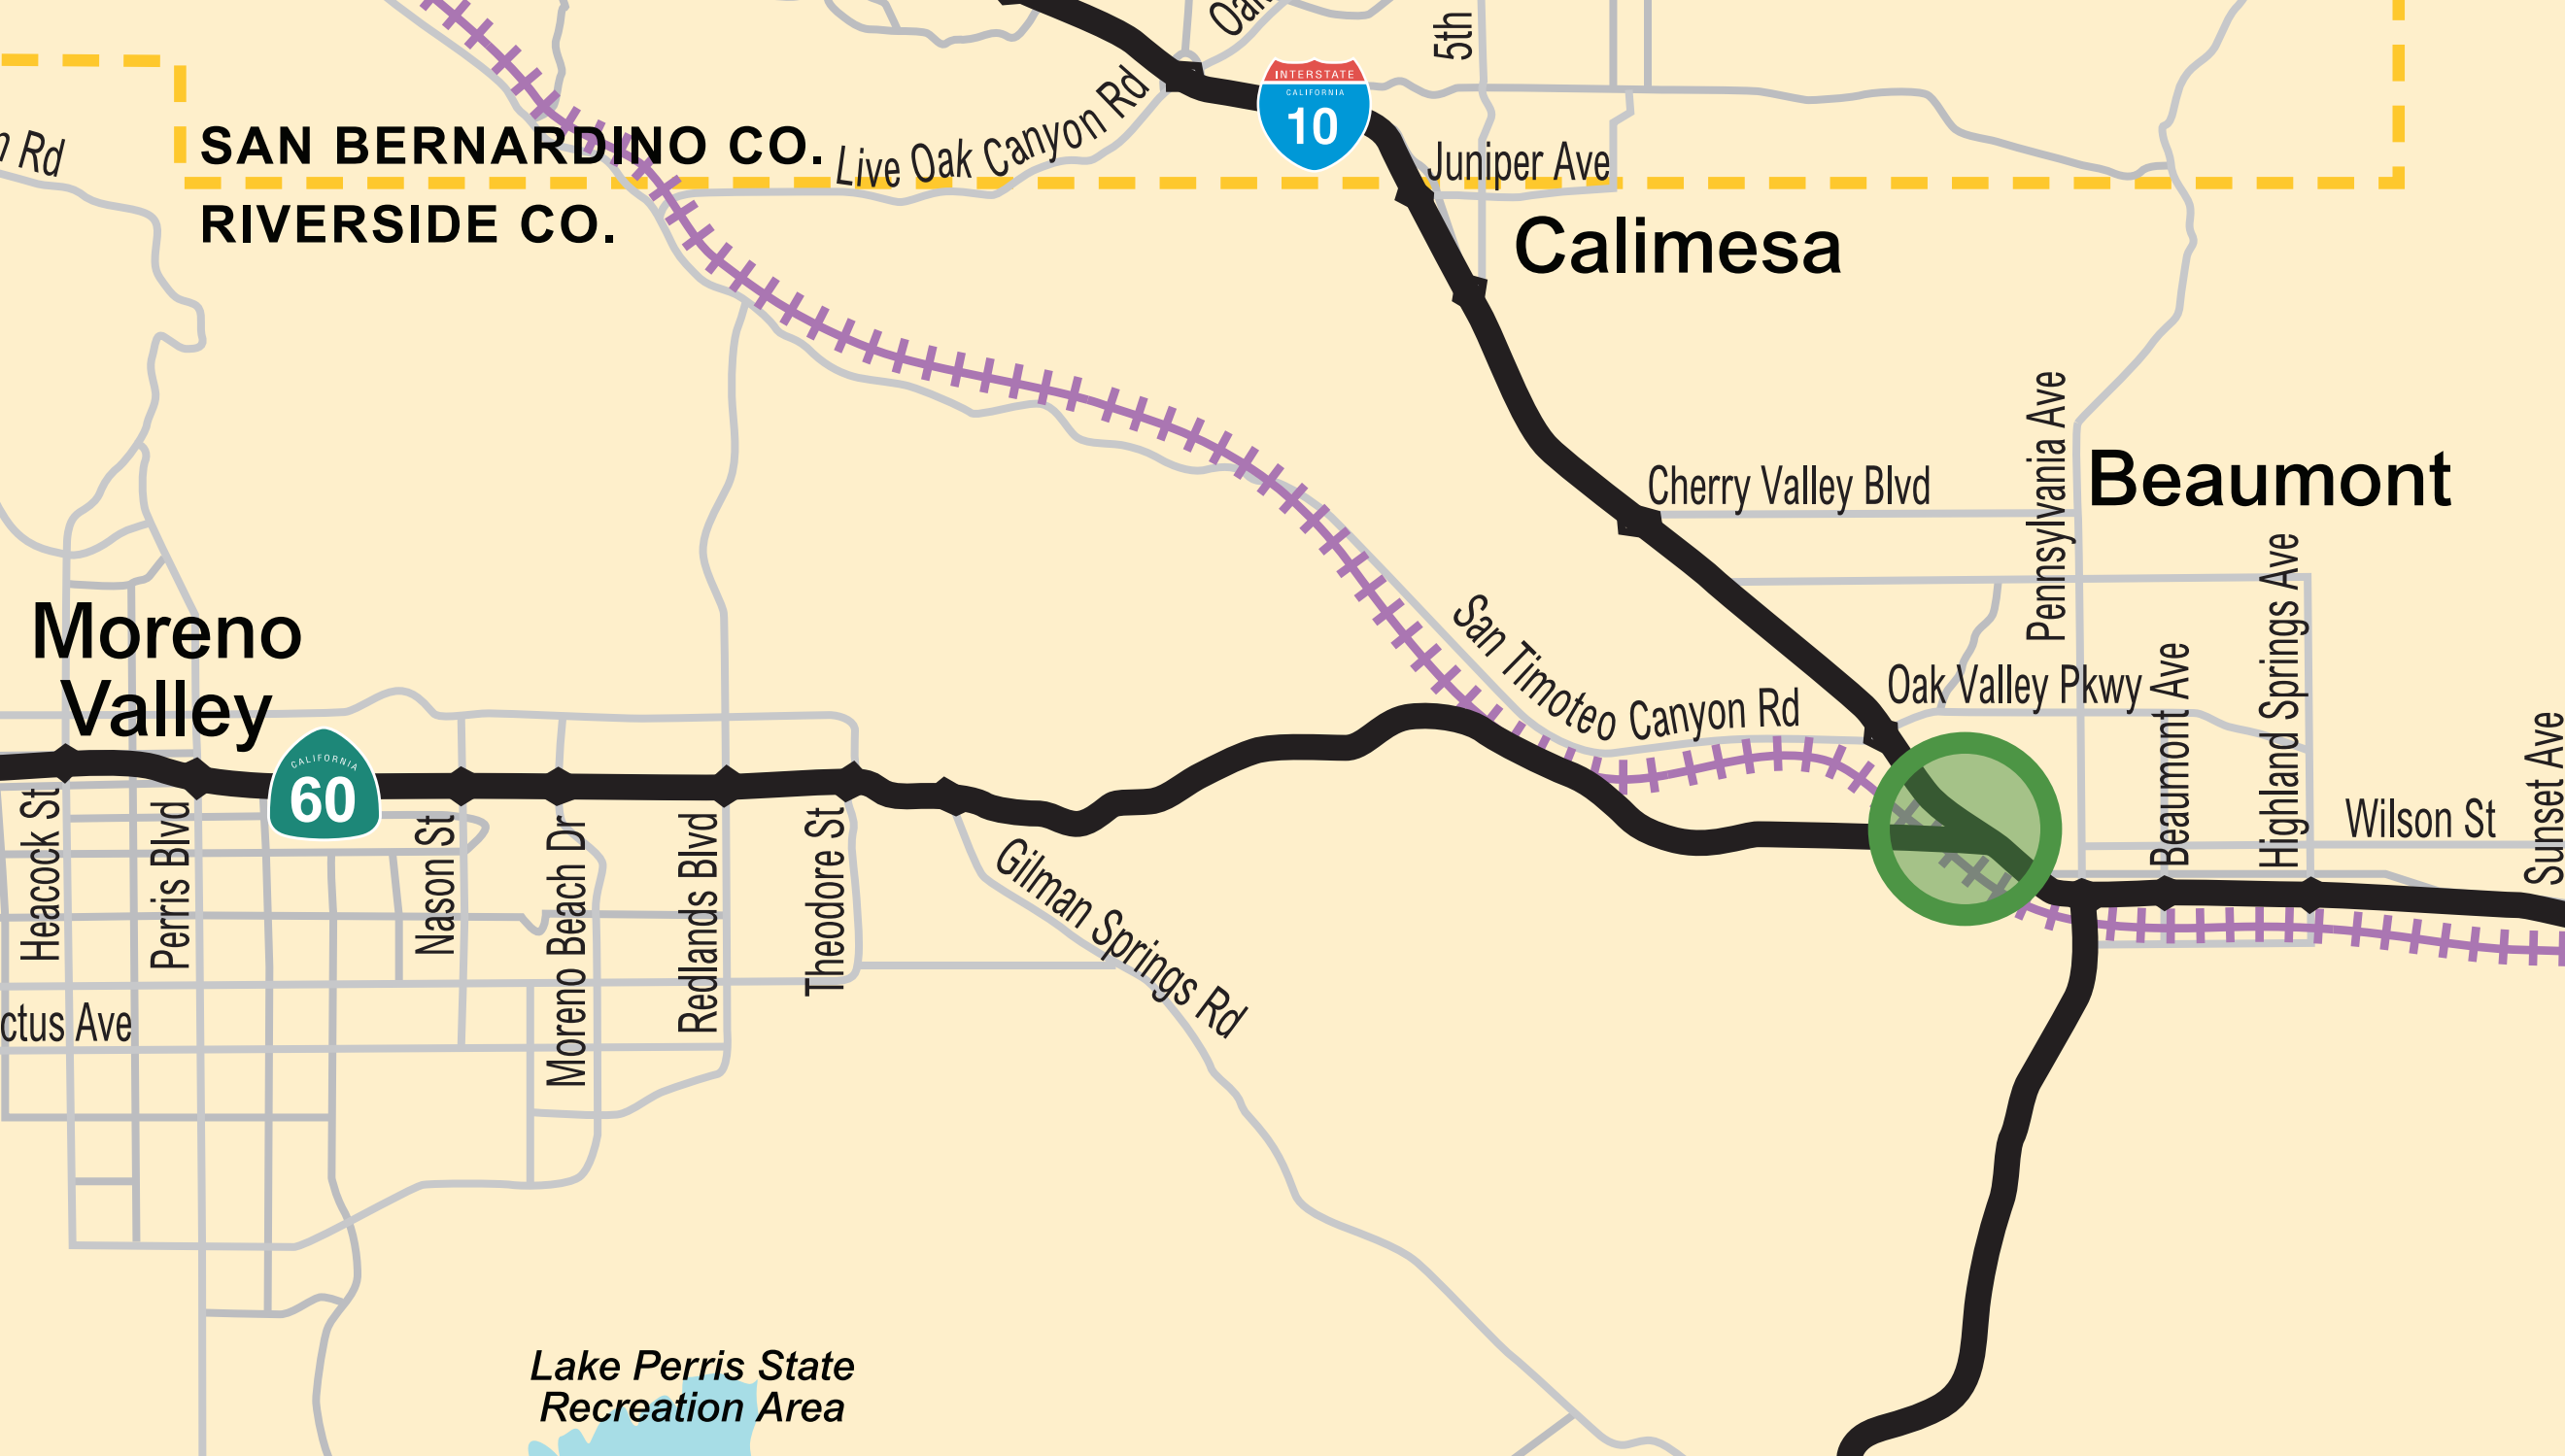 Oak
5th
INTERSTATE
CALIFORNIA
10
Rd
SAN BERNARDINO CO.
Live Oak Canyon Rd
Juniper Ave
RIVERSIDE CO.
Calimesa
Pennsylvania Ave
Beaumont
Cherry Valley Blvd
Highland Springs Ave
Moreno
Valley
San Timoteo Canyon Rd
Oak Valley Pkwy
Beaumont Ave
Sunset Ave
CALIFORNIA
60
Wilson St
Heacock St
Perris Blvd
Nason St
Moreno Beach Dr
Redlands Blvd
Theodore St
Gilman Springs Rd
ctus Ave
Lake Perris State
Recreation Area